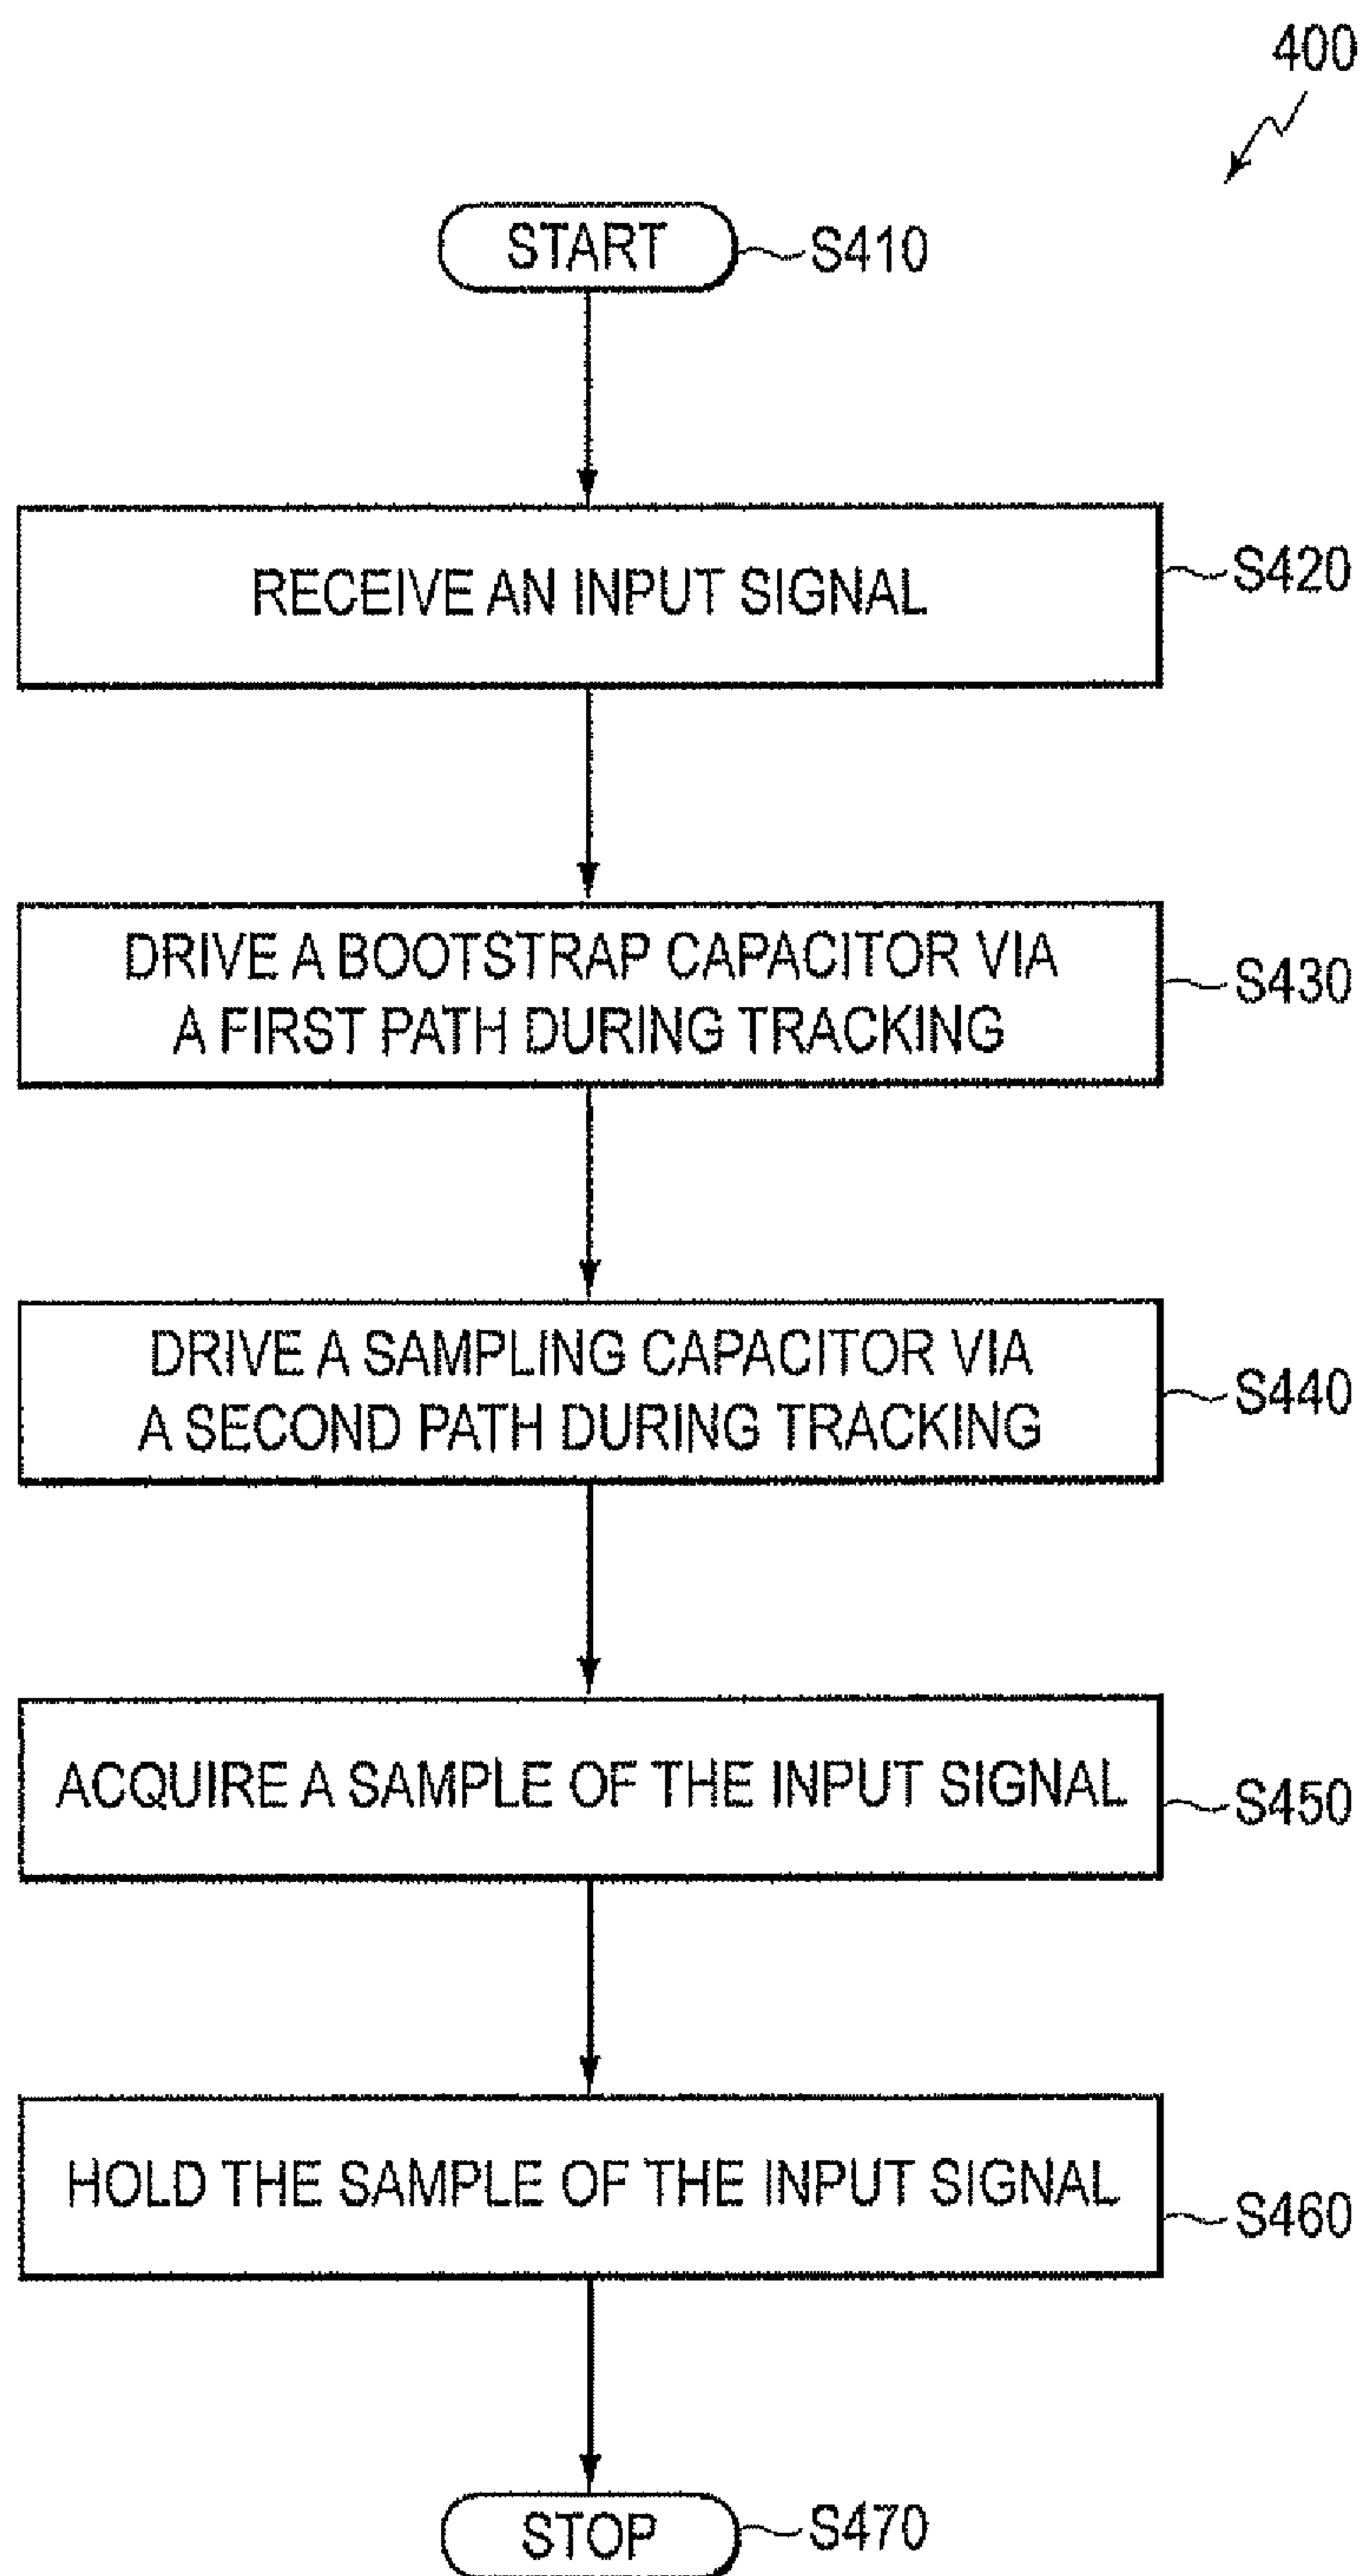 400
START
S410
RECEIVE AN INPUT SIGNAL
S420
DRIVE A BOOTSTRAP CAPACITOR VIA
A FIRST PATH DURING TRACKING
S430
DRIVE A SAMPLING CAPACITOR VIA
A SECOND PATH DURING TRACKING
S440
ACQUIRE A SAMPLE OF THE INPUT SIGNAL
S450
HOLD THE SAMPLE OF THE INPUT SIGNAL
S460
STOP
S470